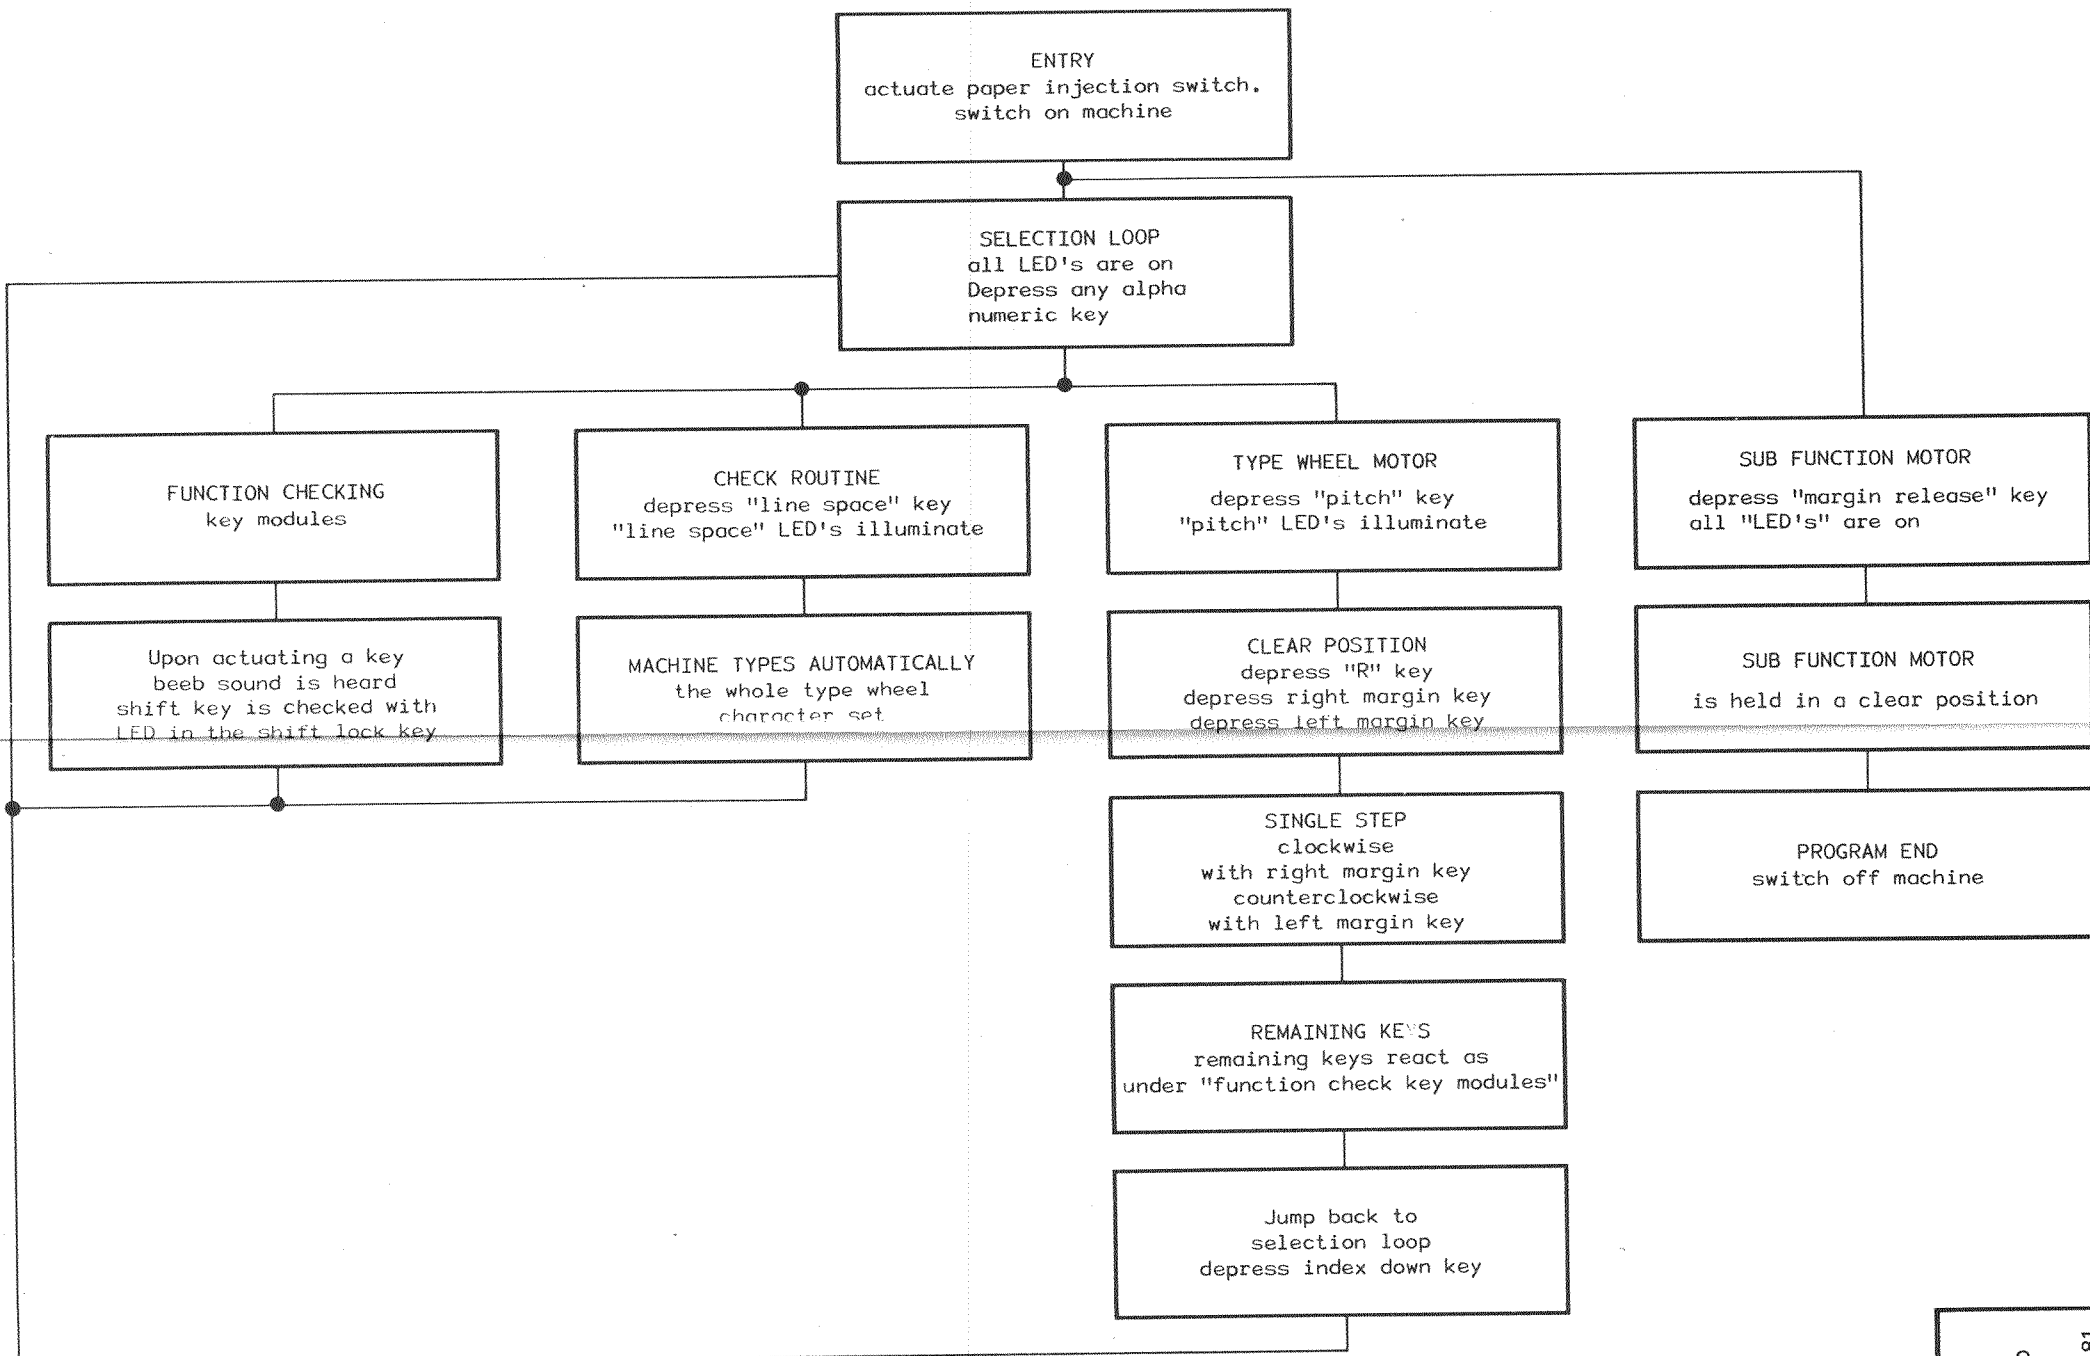 ENTRY
actuate paper injection switch.
switch on machine
SELECTION LOOP
all LED's are on
Depress any alpha
numeric key
FUNCTION CHECKING
key modules
CHECK ROUTINE
depress "line space" key
"line space" LED's illuminate
TYPE WHEEL MOTOR
depress "pitch" key
"pitch" LED's illuminate
SUB FUNCTION MOTOR
depress "margin release" key
all "LED's" are on
Upon actuating a key
beeb sound is heard
shift key is checked with
LED in the shift lock key
MACHINE TYPES AUTOMATICALLY
the whole type wheel
character set
CLEAR POSITION
depress "R" key
depress right margin key
depress left margin key
SUB FUNCTION MOTOR
is held in a clear position
SINGLE STEP
clockwise
with right margin key
counterclockwise
with left margin key
PROGRAM END
switch off machine
REMAINING KEYS
remaining keys react as
under "function check key modules"
Jump back to
selection loop
depress index down key